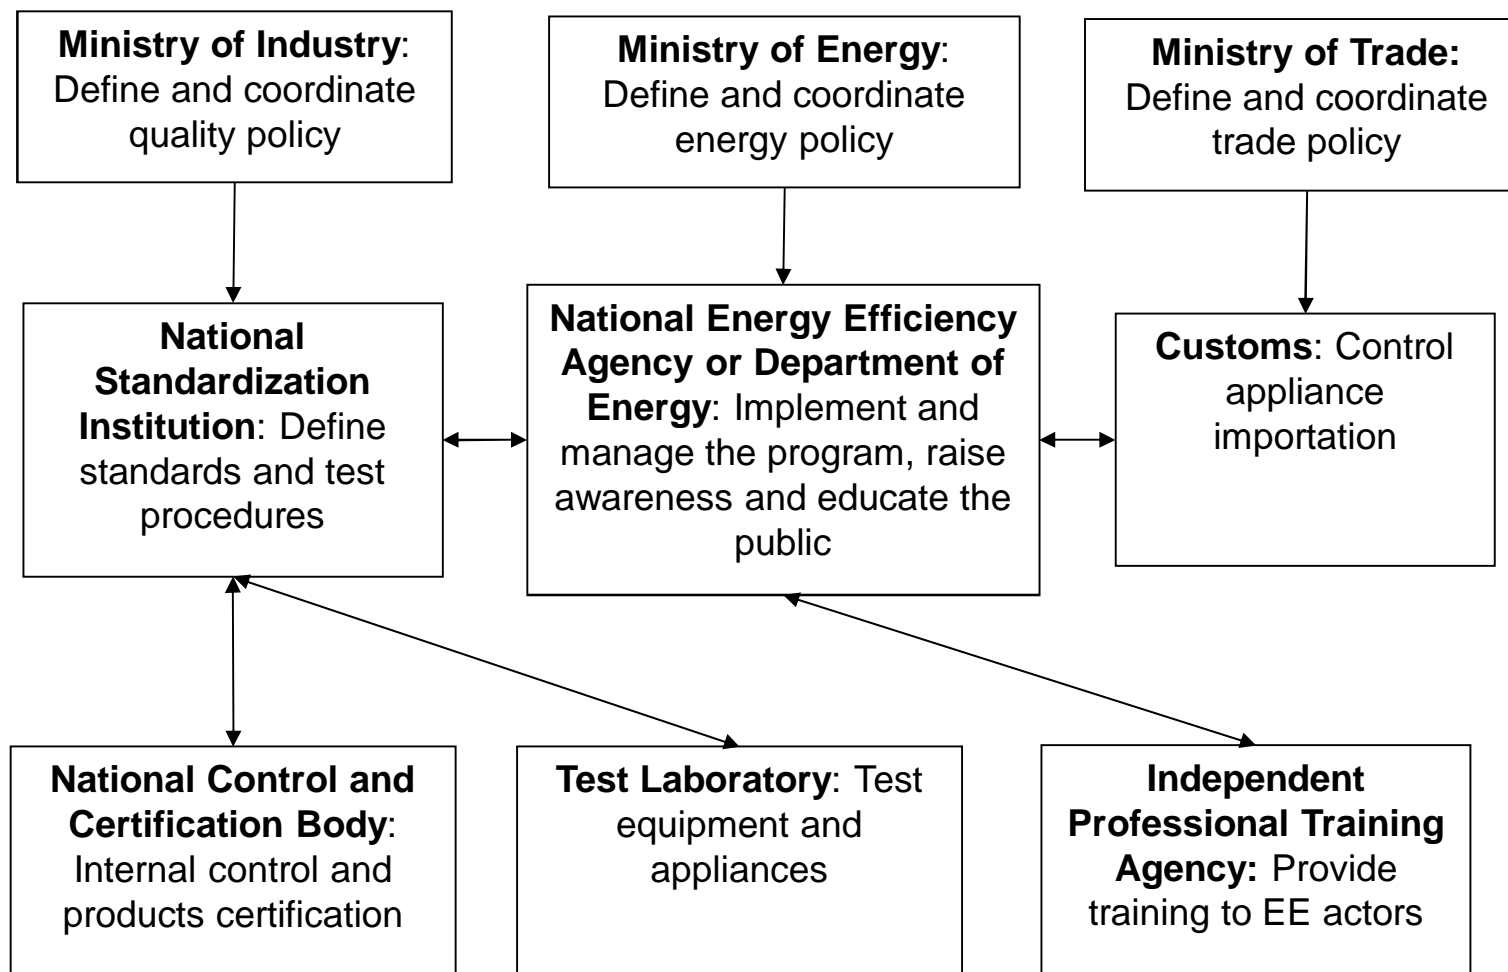 Ministry of Industry:
Define and coordinate
quality policy
Ministry of Energy:
Define and coordinate
energy policy
Ministry of Trade:
Define and coordinate
trade policy
National
Standardization
Institution: Define
standards and test
procedures
National Energy Efficiency
Agency or Department of
Energy: Implement and
manage the program, raise
awareness and educate the
public
Customs: Control
appliance
importation
National Control and
Certification Body:
Internal control and
products certification
Test Laboratory: Test
equipment and
appliances
Independent
Professional Training
Agency: Provide
training to EE actors